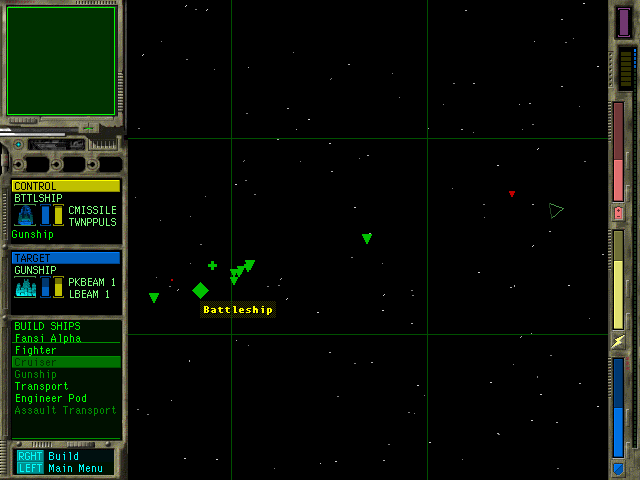 CONTROL
BTTLSHIP
CMISSILE
TWNPPULS
Gunship
TARGET
GUNSHIP
PKBEAM 1
LBEAM 1
BUILD SHIPS
Fansi Alpha
Fighter
Cruiser
Gunship
Transport
Engineer Pod
Assault Transport
RGHT Build
LEFT Main Menu
Battleship